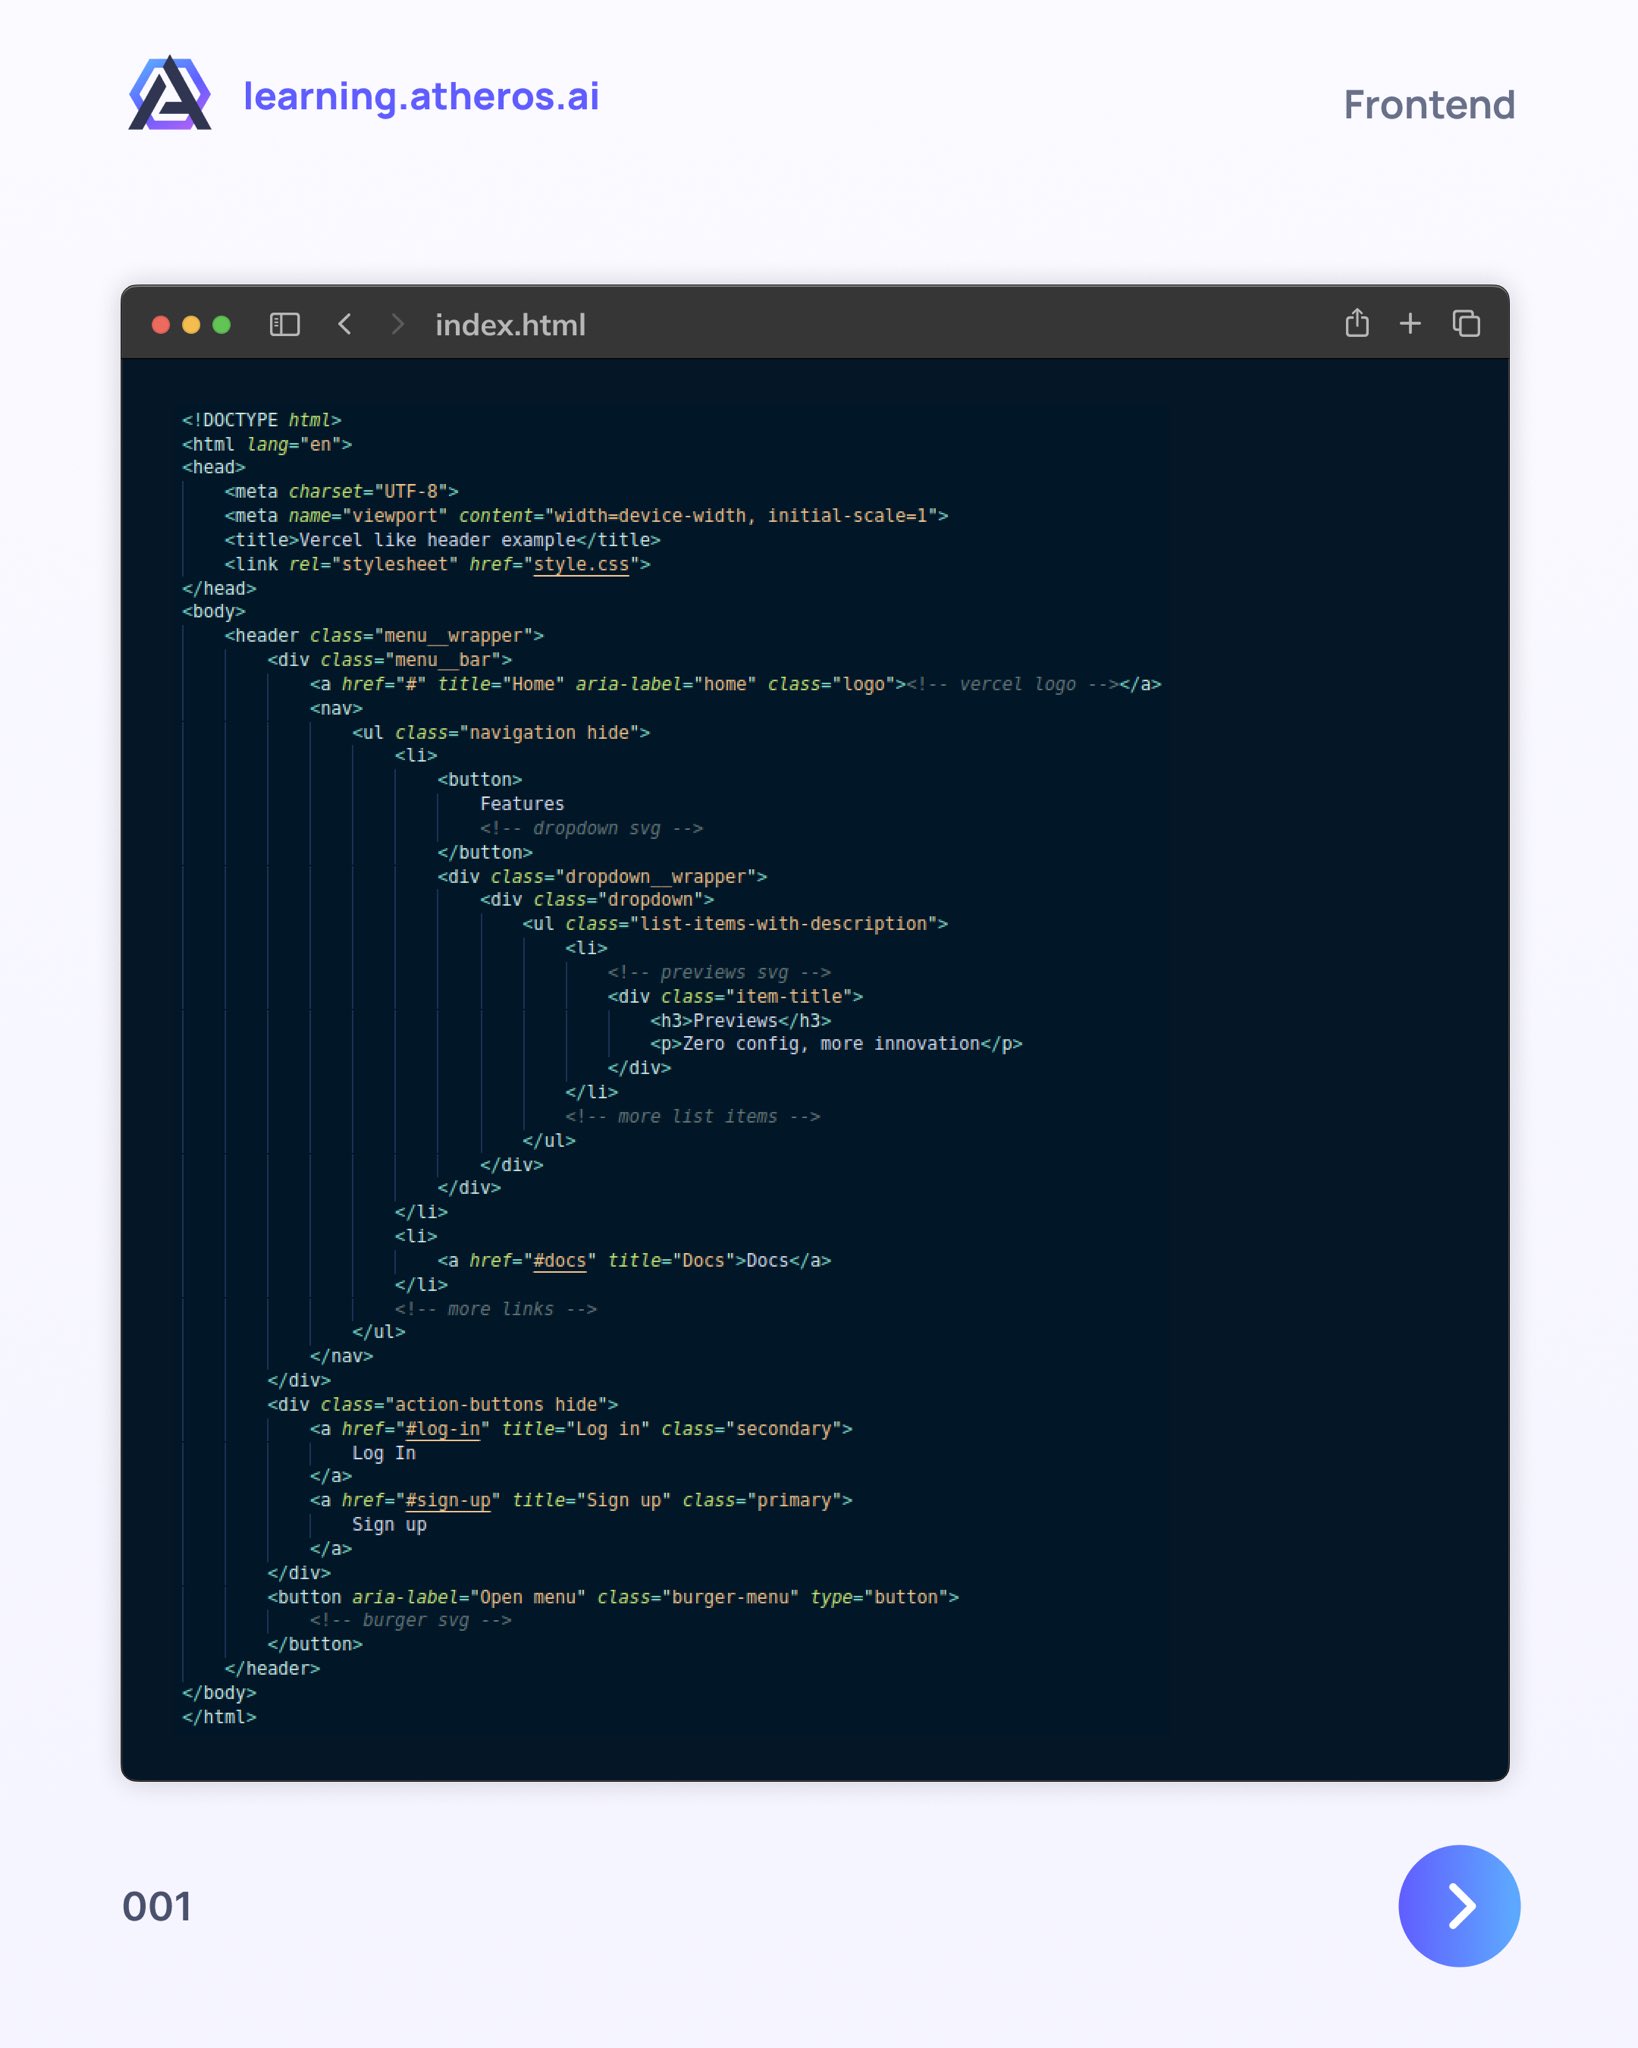 learning.atheros.ai
Frontend
index.html
<!DOCTYPE html>
<html lang="en">
<head>
    <meta charset="UTF-8">
    <meta name="viewport" content="width=device-width, initial-scale=1">
    <title>Vercel like header example</title>
    <link rel="stylesheet" href="style.css">
</head>
<body>
    <header class="menu__wrapper">
        <div class="menu__bar">
            <a href="#" title="Home" aria-label="home" class="logo"><!-- vercel logo --></a>
            <nav>
                <ul class="navigation hide">
                    <li>
                        <button>
                            Features
                            <!-- dropdown svg -->
                        </button>
                        <div class="dropdown__wrapper">
                            <div class="dropdown">
                                <ul class="list-items-with-description">
                                    <li>
                                        <!-- previews svg -->
                                        <div class="item-title">
                                            <h3>Previews</h3>
                                            <p>Zero config, more innovation</p>
                                        </div>
                                    </li>
                                    <!-- more list items -->
                                </ul>
                            </div>
                        </div>
                    </li>
                    <li>
                        <a href="#docs" title="Docs">Docs</a>
                    </li>
                    <!-- more links -->
                </ul>
            </nav>
        </div>
        <div class="action-buttons hide">
            <a href="#log-in" title="Log in" class="secondary">
                Log In
            </a>
            <a href="#sign-up" title="Sign up" class="primary">
                Sign up
            </a>
        </div>
        <button aria-label="Open menu" class="burger-menu" type="button">
            <!-- burger svg -->
        </button>
    </header>
</body>
</html>
001